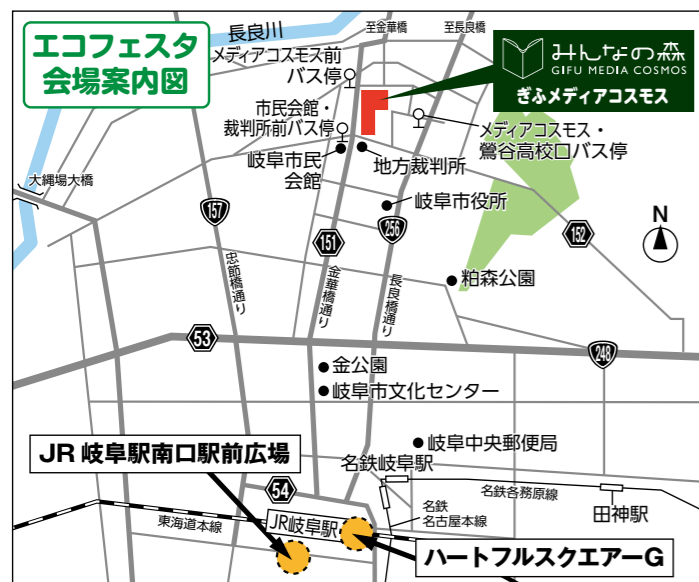 エコフェスタ
会場案内図
長良川
至金華橋
至長良橋
メディアコスモス前
バス停
みんなの森
GIFU MEDIA COSMOS
ぎふメディアコスモス
市民会館・
裁判所前バス停
メディアコスモス・
鶯谷高校口バス停
岐阜市民
会館
地方裁判所
大縄場大橋
岐阜市役所
157
256
151
152
N
忠節橋通り
金華橋通り
長良橋通り
粕森公園
53
248
金公園
岐阜市文化センター
JR岐阜駅南口駅前広場
岐阜中央郵便局
名鉄岐阜駅
54
名鉄各務原線
田神駅
東海道本線
JR岐阜駅
名鉄
名古屋本線
ハートフルスクエアーG